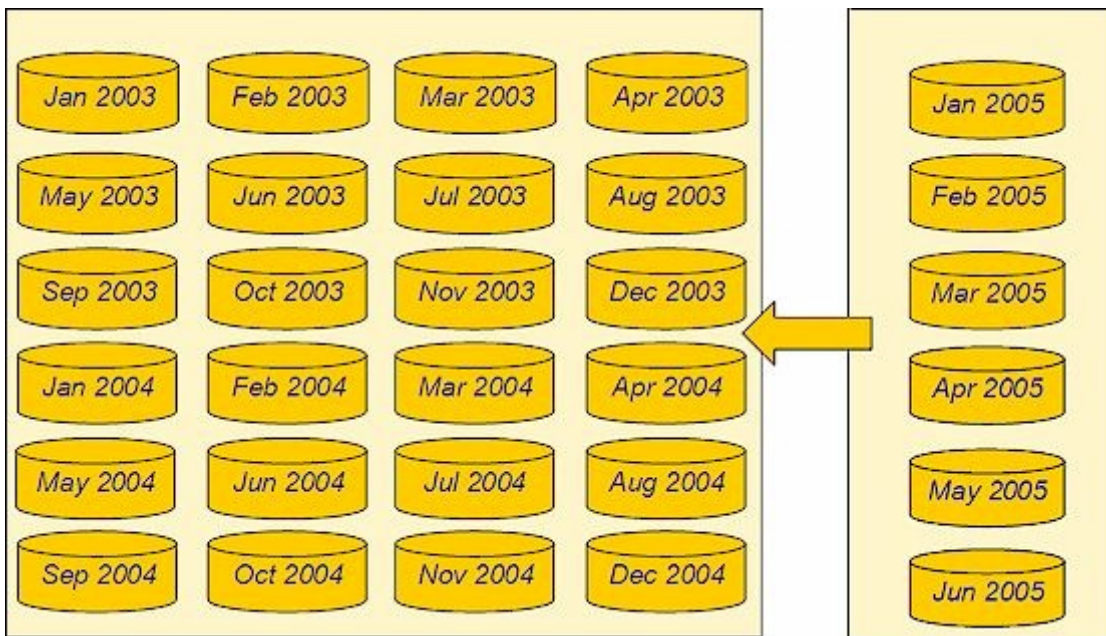 Jan 2003
Feb 2003
Mar 2003
Apr 2003
May 2003
Jun 2003
Jul 2003
Aug 2003
Sep 2003
Oct 2003
Nov 2003
Dec 2003
Jan 2004
Feb 2004
Mar 2004
Apr 2004
May 2004
Jun 2004
Jul 2004
Aug 2004
Sep 2004
Oct 2004
Nov 2004
Dec 2004
Jan 2005
Feb 2005
Mar 2005
Apr 2005
May 2005
Jun 2005